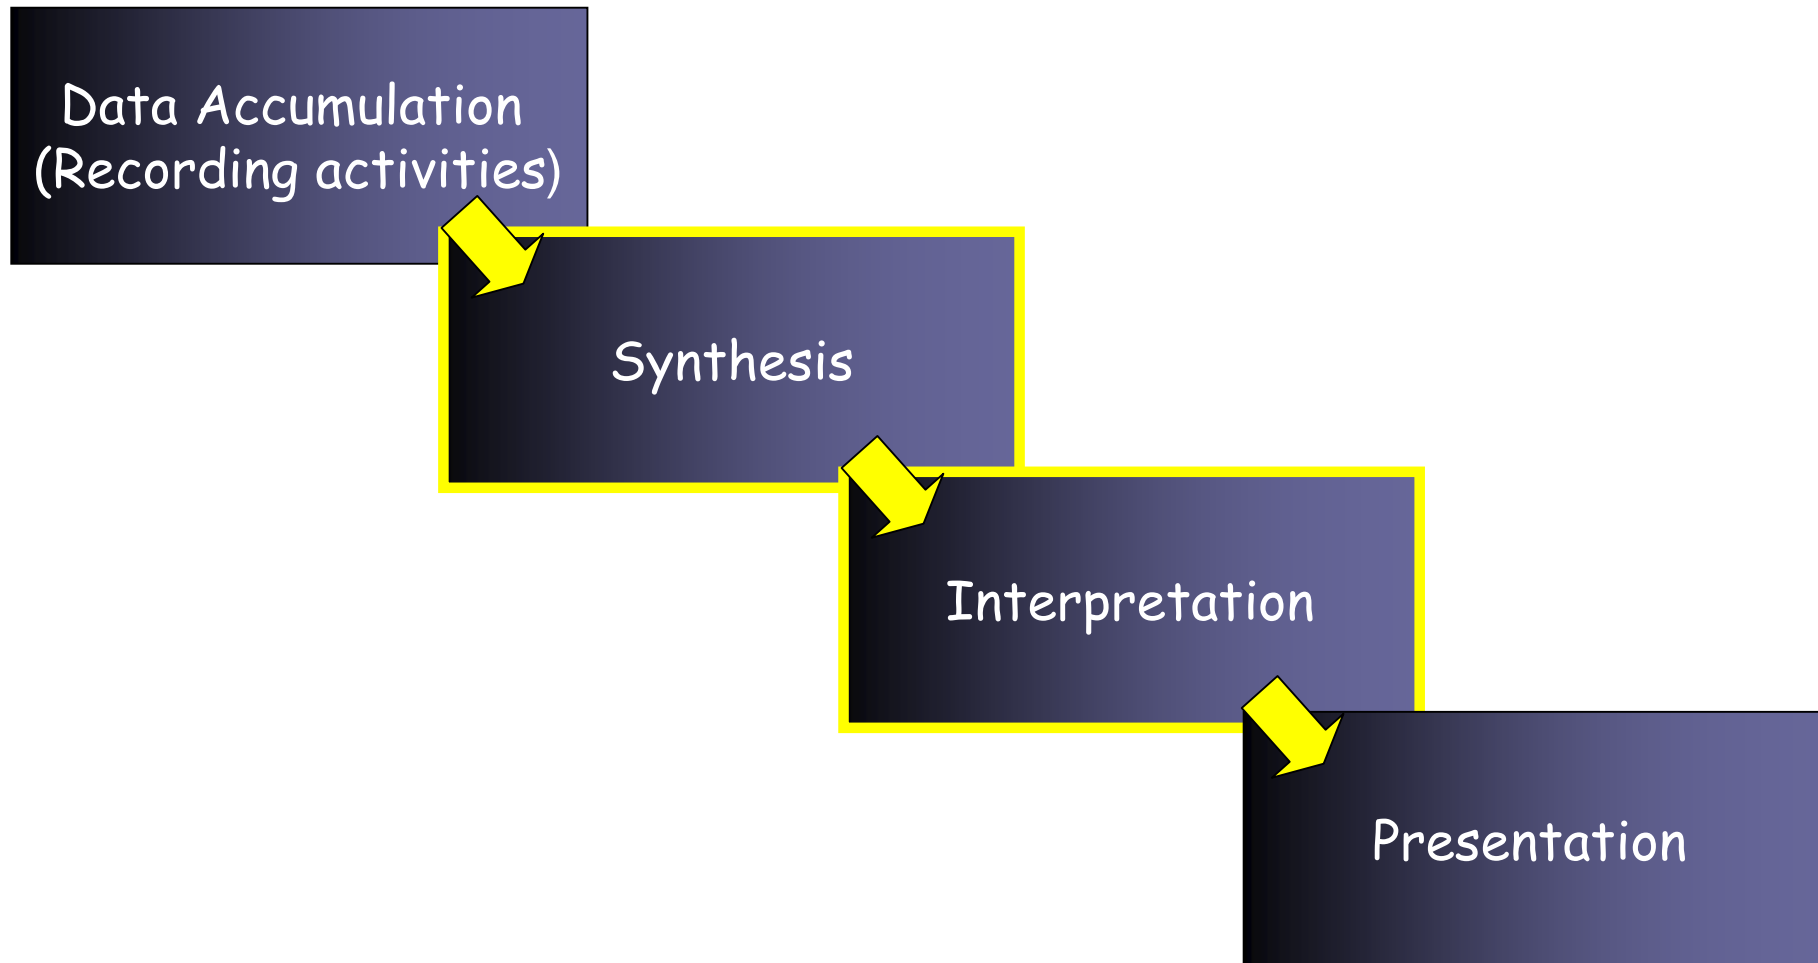 Data Accumulation
(Recording activities)
Synthesis
Interpretation
Presentation